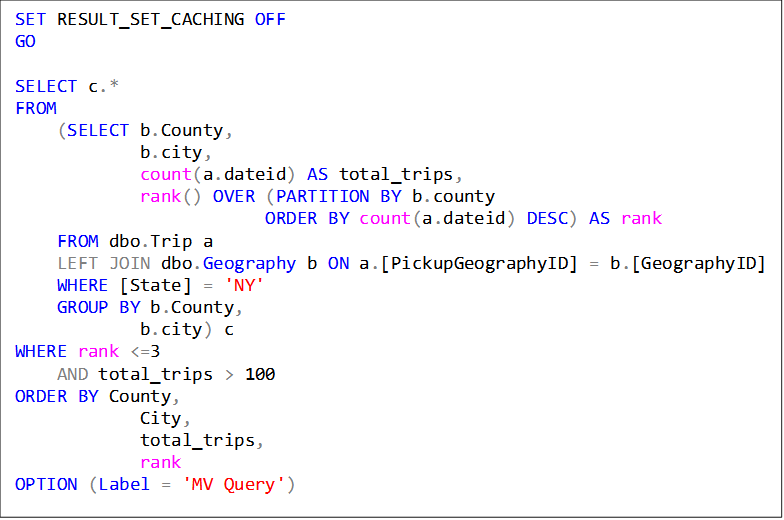 SET RESULT_SET_CACHING OFF
GO
SELECT c.*
FROM
(SELECT b.County,
b.city,
count(a.dateid) AS total_trips,
rank() OVER (PARTITION BY b.county
ORDER BY count(a.dateid) DESC) AS rank
FROM dbo.Trip a
LEFT JOIN dbo.Geography b ON a.[PickupGeographyID] = b.[GeographyID]
WHERE [State] = 'NY'
GROUP BY b.County,
b.city) c
WHERE rank <=3
AND total_trips > 100
ORDER BY County,
City,
total_trips,
rank
OPTION (Label = 'MV Query')